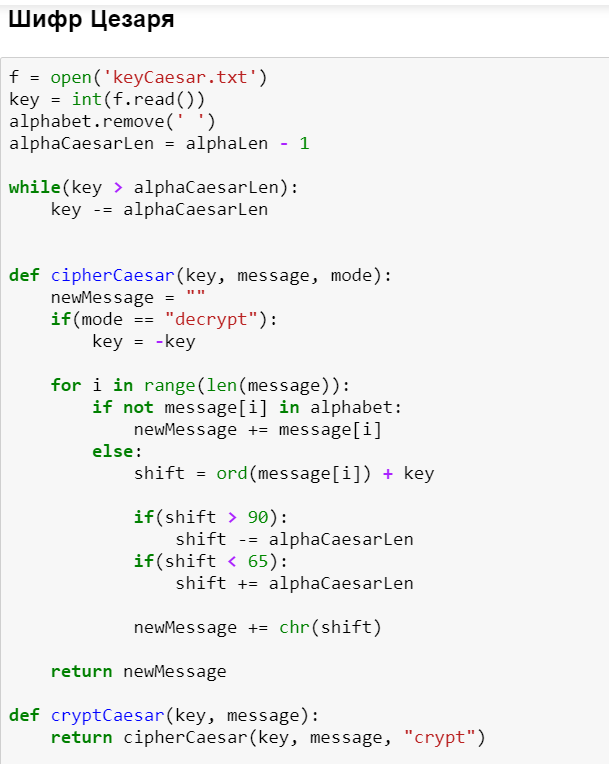 Шифр Цезаря
f = open('keyCaesar.txt')
key = int(f.read())
alphabet.remove(' ')
alphaCaesarLen = alphaLen - 1
while(key > alphaCaesarLen):
    key -= alphaCaesarLen
def cipherCaesar(key, message, mode):
    newMessage = ""
    if(mode == "decrypt"):
        key = -key
    for i in range(len(message)):
        if not message[i] in alphabet:
            newMessage += message[i]
        else:
            shift = ord(message[i]) + key
            if(shift > 90):
                shift -= alphaCaesarLen
            if(shift < 65):
                shift += alphaCaesarLen
            newMessage += chr(shift)
    return newMessage
def cryptCaesar(key, message):
    return cipherCaesar(key, message, "crypt")